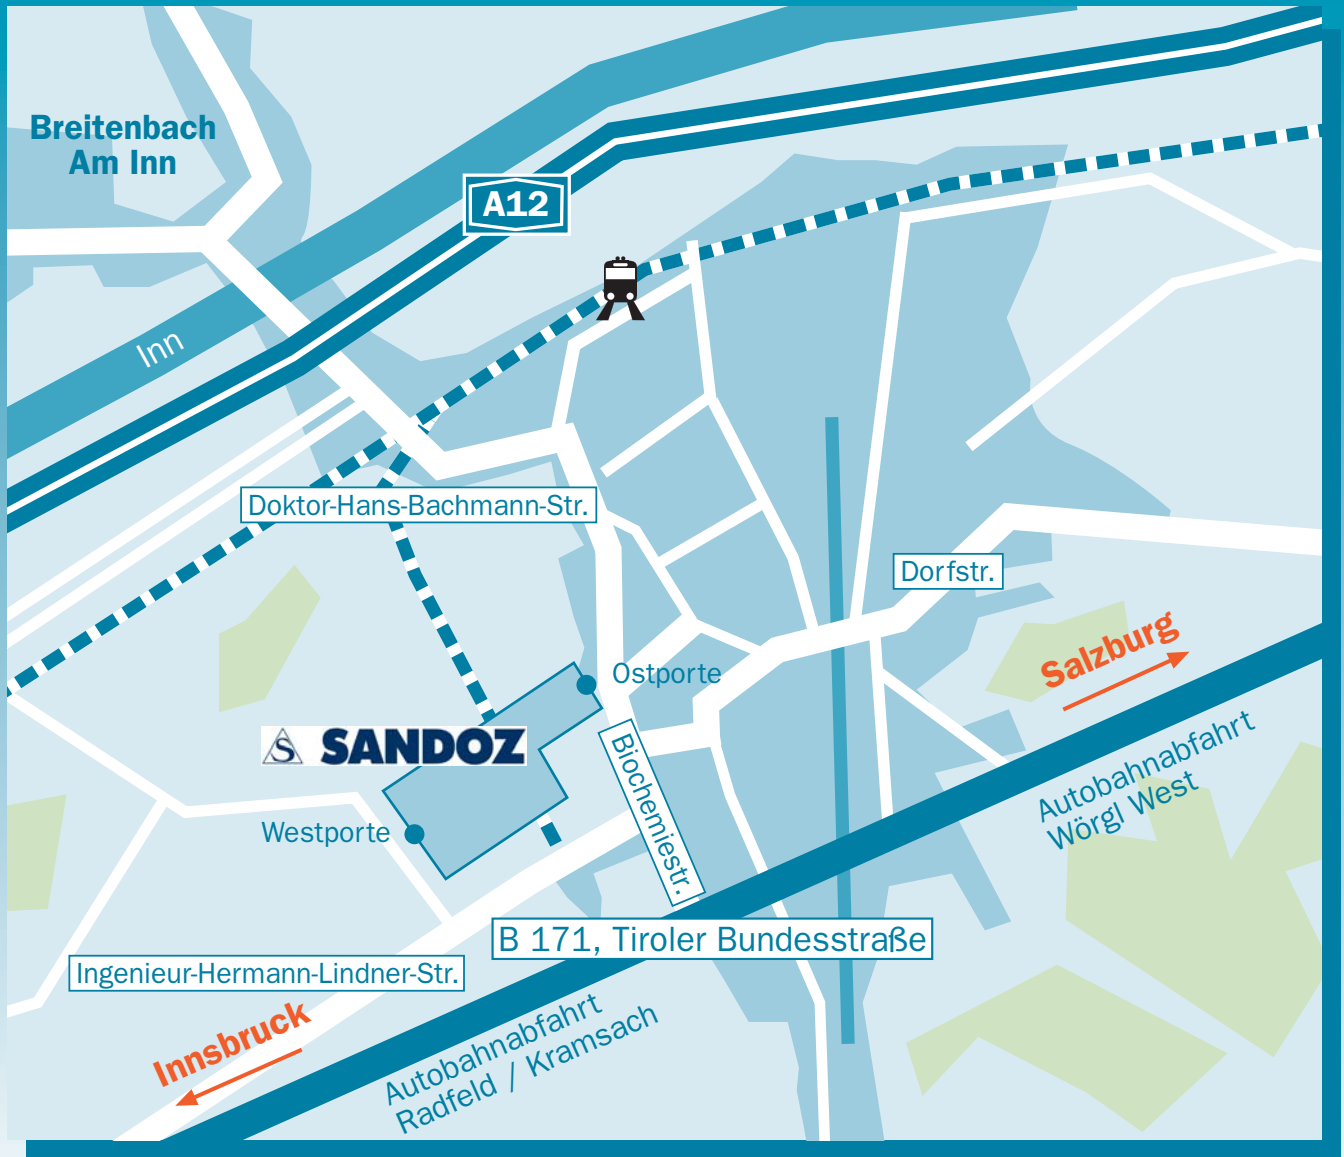 Breitenbach
Am Inn
A12
Inn
Doktor-Hans-Bachmann-Str.
Dorfstr.
Salzburg
Ostporte
S SANDOZ
Biochemiestr.
Autobahnabfahrt
Wörgl West
Westporte
B 171, Tiroler Bundesstraße
Ingenieur-Hermann-Lindner-Str.
Innsbruck
Autobahnabfahrt
Radfeld / Kramsach